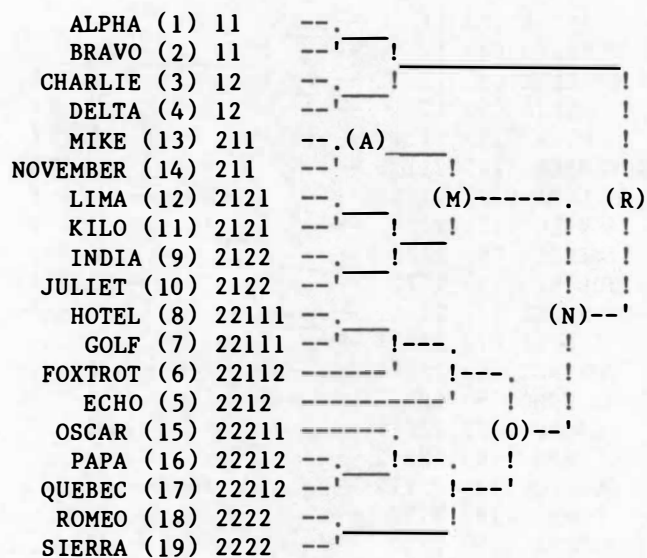 ALPHA (1) 11 --.
BRAVO (2) 11 --' !
CHARLIE (3) 12 --. ! !
DELTA (4) 12 --' !
MIKE (13) 211 --.(A) !
NOVEMBER (14) 211 --' ! !
LIMA (12) 2121 --. (M)------. (R)
KILO (11) 2121 --' ! ! ! !
INDIA (9) 2122 --. ! ! !
JULIET (10) 2122 --' ! !
HOTEL (8) 22111 --. (N)--'
GOLF (7) 22111 --' !---. !
FOXTROT (6) 22112 ------' !---. !
ECHO (5) 2212 ----------' ! !
OSCAR (15) 22211 ------. (O)--'
PAPA (16) 22212 --. !---. !
QUEBEC (17) 22212 --' !---'
ROMEO (18) 2222 --. !
SIERRA (19) 2222 --'